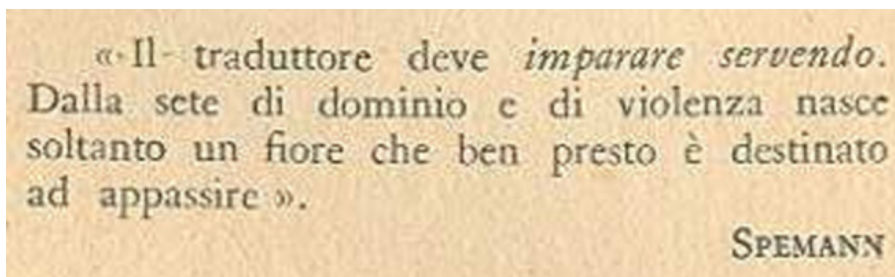 «Il traduttore deve imparare servendo.
Dalla sete di dominio e di violenza nasce
soltanto un fiore che ben presto è destinato
ad appassire ».
SPEMANN